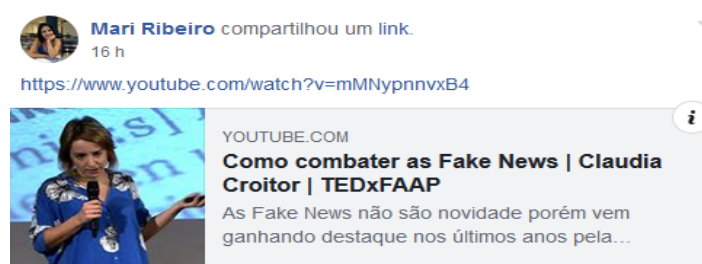 Mari Ribeiro compartilhou um link.
16 h
https://www.youtube.com/watch?v=mMNypnnvxB4
YOUTUBE.COM
Como combater as Fake News | Claudia
Croitor | TEDxFAAP
As Fake News não são novidade porém vem
ganhando destaque nos últimos anos pela...